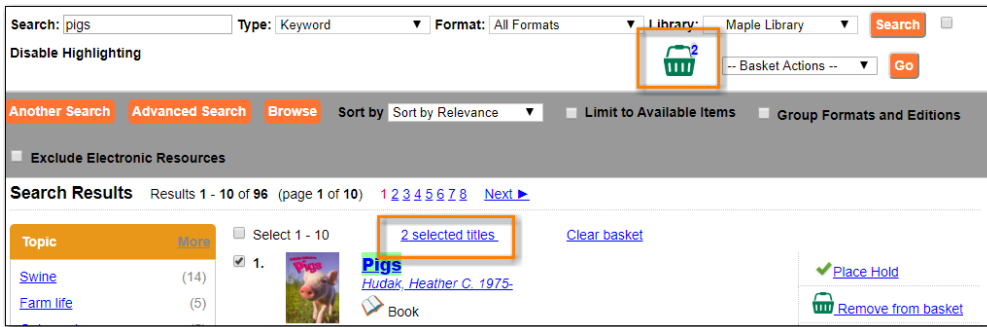 Search: pigs Type: Keyword ▼ Format: All Formats ▼ Library: Maple Library ▼ Search
Disable Highlighting
2
-- Basket Actions -- ▼ Go
Another Search Advanced Search Browse Sort by Sort by Relevance ▼ Limit to Available Items Group Formats and Editions
Exclude Electronic Resources
Search Results Results 1 - 10 of 96 (page 1 of 10) 1 2 3 4 5 6 7 8 Next ►
Topic More
Select 1 - 10 2 selected titles Clear basket
Swine (14)
Farm life (5)
1. Pigs
Pigs
Hudak, Heather C. 1975-
Book
Place Hold
Remove from basket